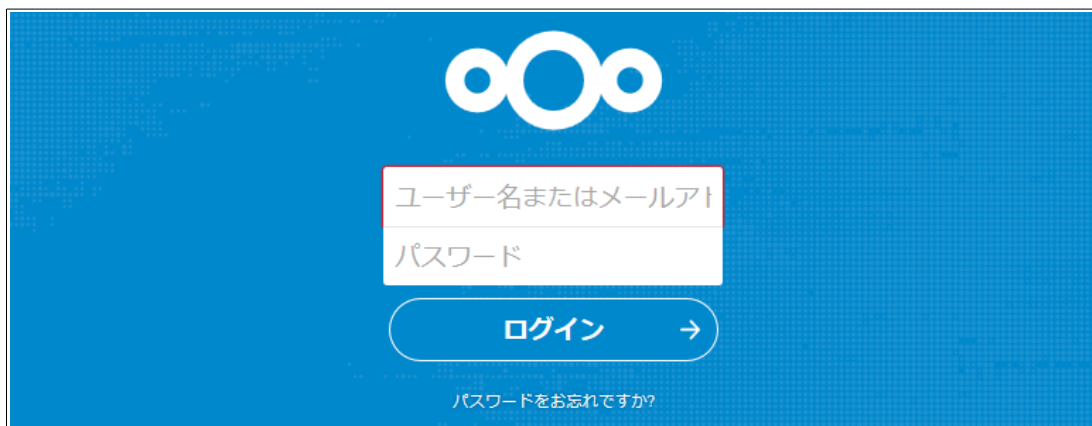 ユーザー名またはメールアト
パスワード
ログイン →
パスワードをお忘れですか?